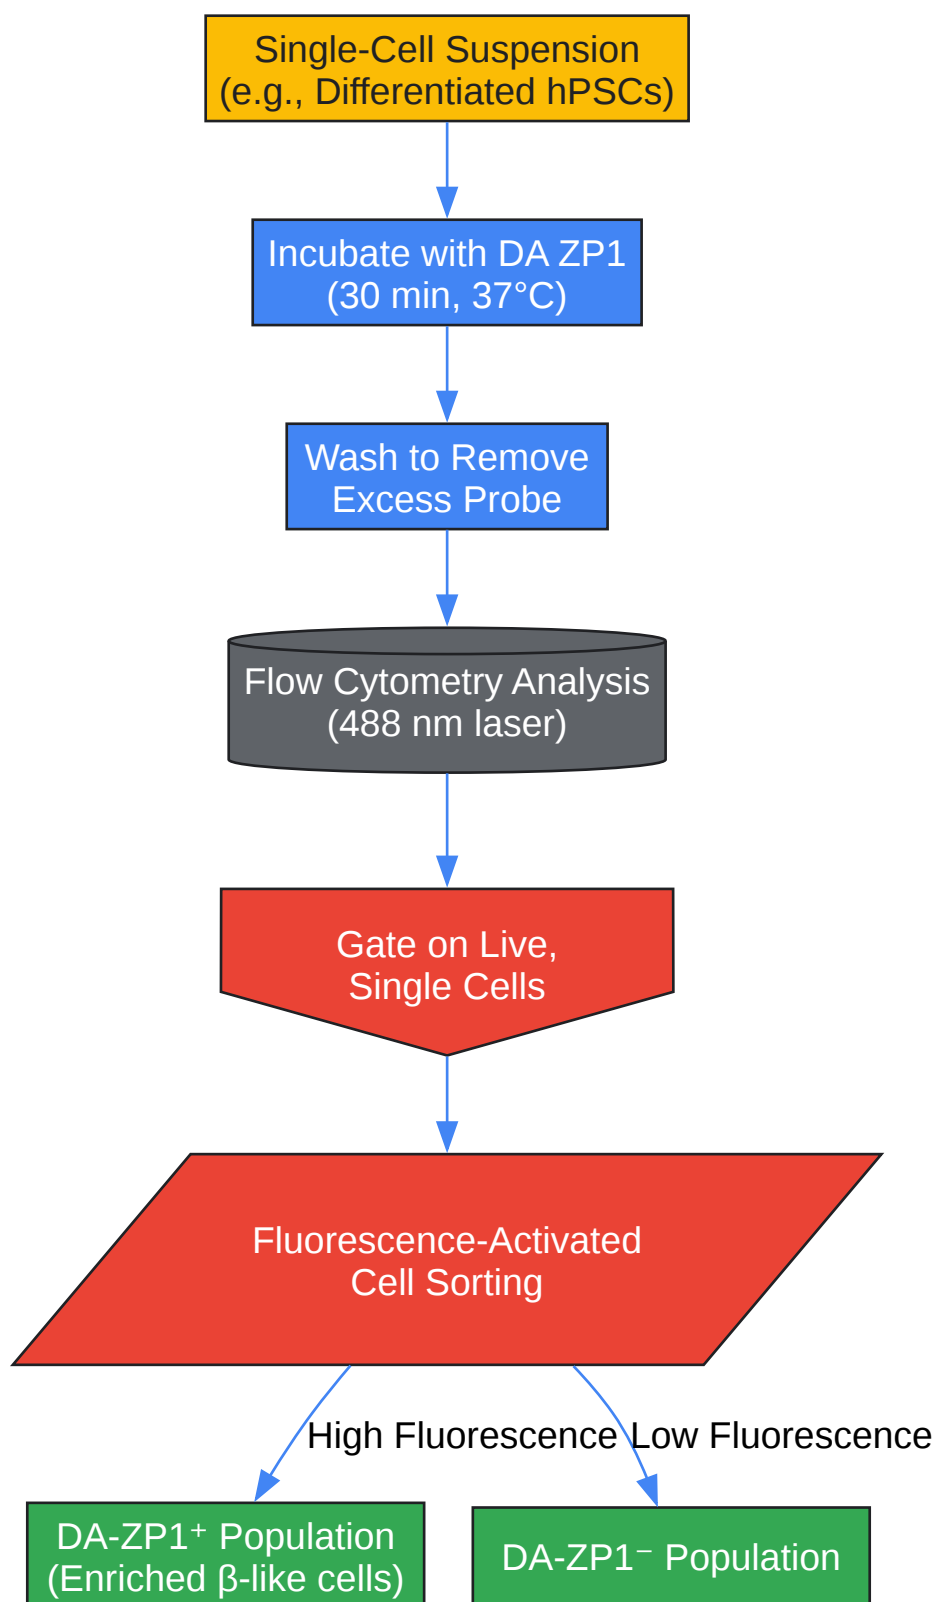 Single-Cell Suspension
(e.g., Differentiated hPSCs)
Incubate with DA ZP1
(30 min, 37°C)
Wash to Remove
Excess Probe
Flow Cytometry Analysis
(488 nm laser)
Gate on Live,
Single Cells
Fluorescence-Activated
Cell Sorting
High Fluorescence
Low Fluorescence
DA-ZP1⁺ Population
(Enriched β-like cells)
DA-ZP1⁻ Population